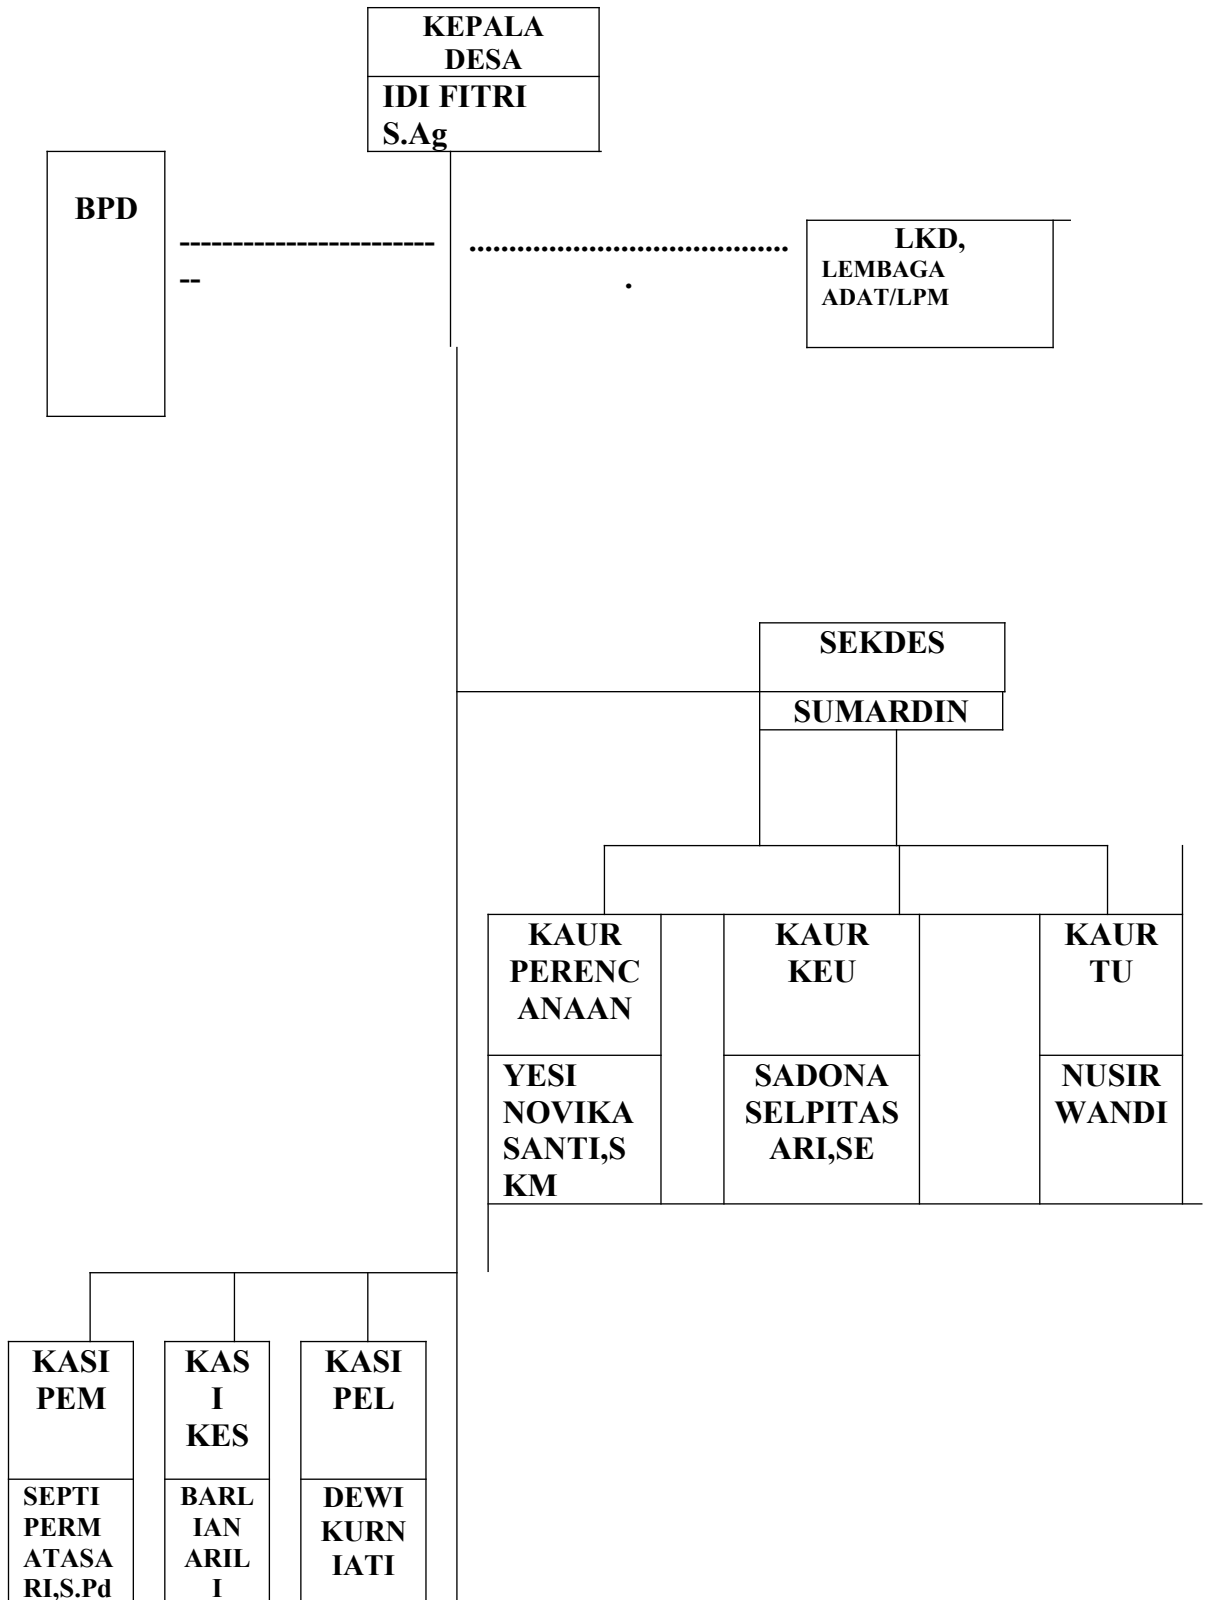 KEPALA
DESA
IDI FITRI
S.Ag
BPD
------------------------
--
........................................
.
LKD,
LEMBAGA
ADAT/LPM
SEKDES
SUMARDIN
KAUR
PERENC
ANAAN
KAUR
KEU
KAUR
TU
YESI
NOVIKA
SANTI,S
KM
SADONA
SELPITAS
ARI,SE
NUSIR
WANDI
KASI
PEM
KAS
I
KES
KASI
PEL
SEPTI
PERM
ATASA
RI,S.Pd
BARL
IAN
ARIL
I
DEWI
KURN
IATI